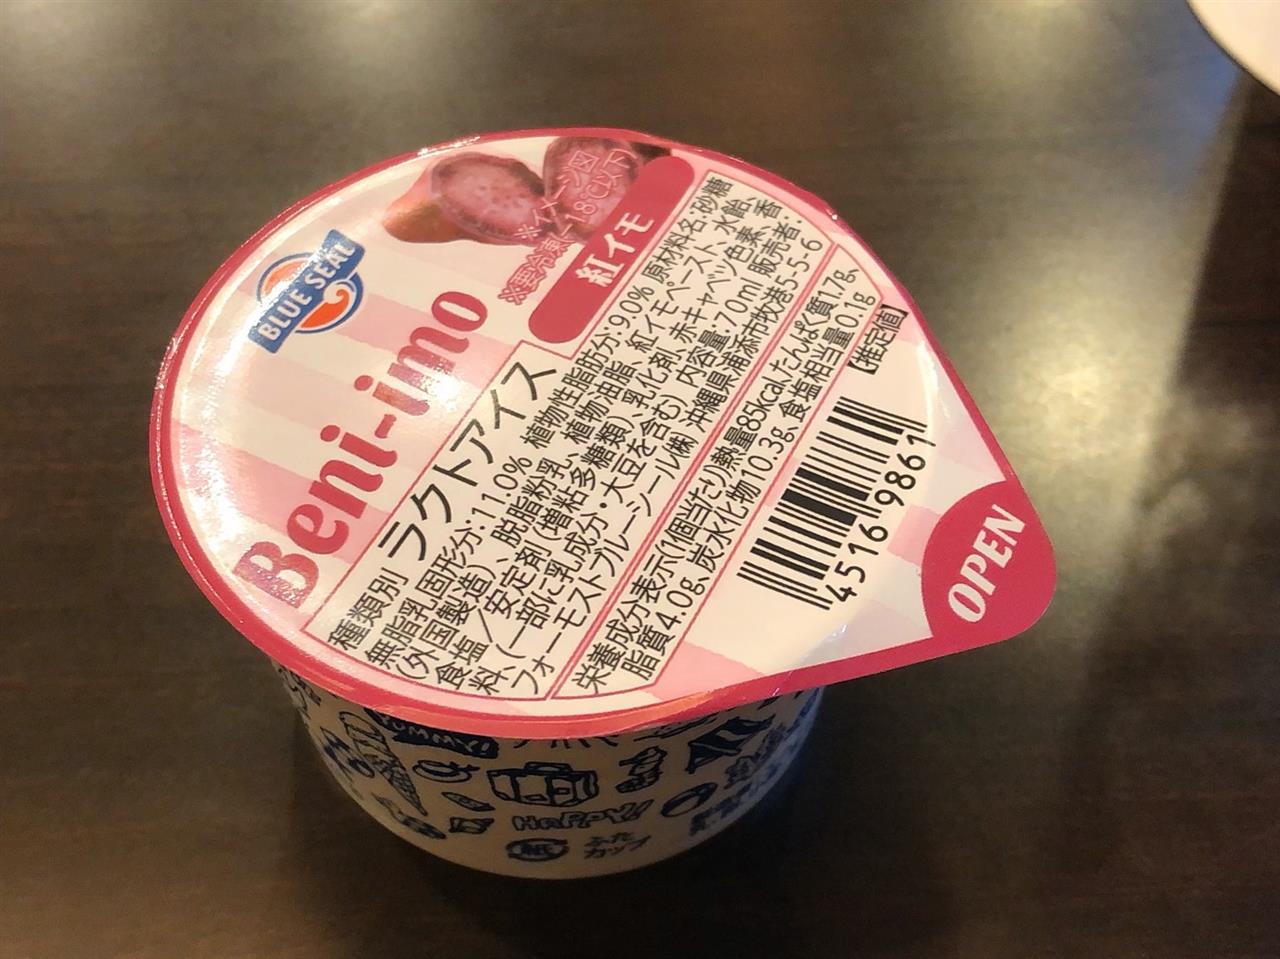 BLUE SEAL
Beni-imo
※イメージ図
※要冷凍(-18℃以下)
紅イモ
種類別 ラクトアイス
無脂乳固形分:11.0% 植物性脂肪分:9.0% 原材料名:砂糖
(外国製造)、脱脂粉乳、植物油脂、紅イモペースト、水飴、
食塩/安定剤(増粘多糖類)、乳化剤、赤キャベツ色素、香
料、(一部に乳成分・大豆を含む) 内容量:70ml 販売者:
フォーモストブルーシール㈱ 沖縄県浦添市牧港5-5-6
栄養成分表示(1個当たり)熱量85kcal、たんぱく質1.7g、
脂質4.0g、炭水化物10.3g、食塩相当量0.1g
【推定値】
45169861
OPEN
YUMMY!
HAPPY!
紙
ふた
カップ